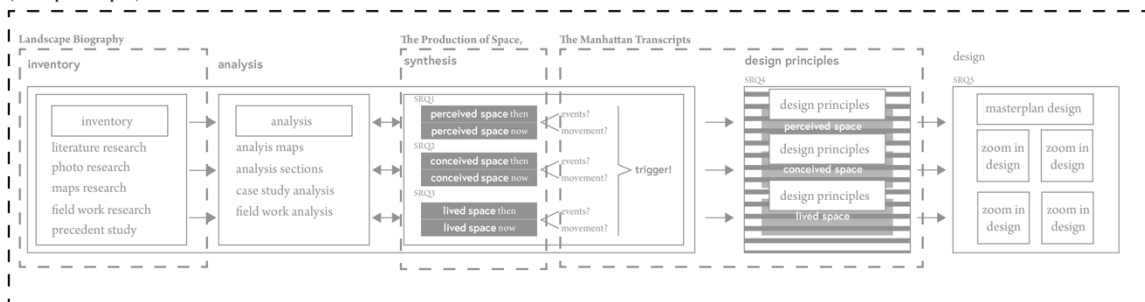 Landscape Biography
The Production of Space,
The Manhattan Transcripts
inventory
analysis
synthesis
design principles
design
SRQ1
SRQ4
SRQ5
inventory
literature research
photo research
maps research
field work research
precedent study
analysis
analyis maps
analysis sections
case study analysis
field work analysis
perceived space then
perceived space now
events?
movement?
SRQ2
conceived space then
conceived space now
events?
movement?
SRQ3
lived space then
lived space now
events?
movement?
trigger!
design principles
perceived space
design principles
conceived space
design principles
lived space
masterplan design
zoom in
design
zoom in
design
zoom in
design
zoom in
design